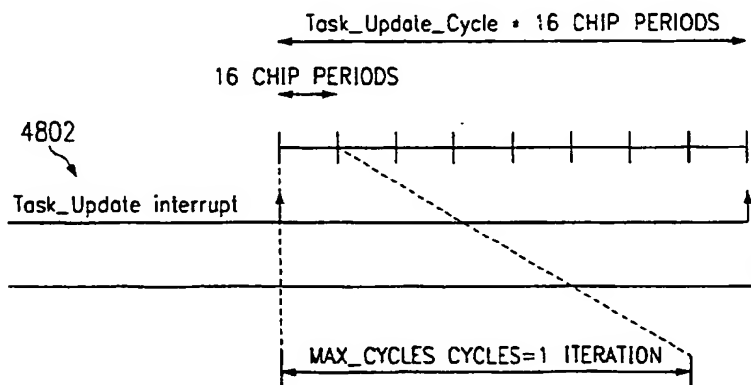 Task_Update_Cycle * 16 CHIP PERIODS
16 CHIP PERIODS
4802
Task_Update interrupt
MAX_CYCLES CYCLES=1 ITERATION